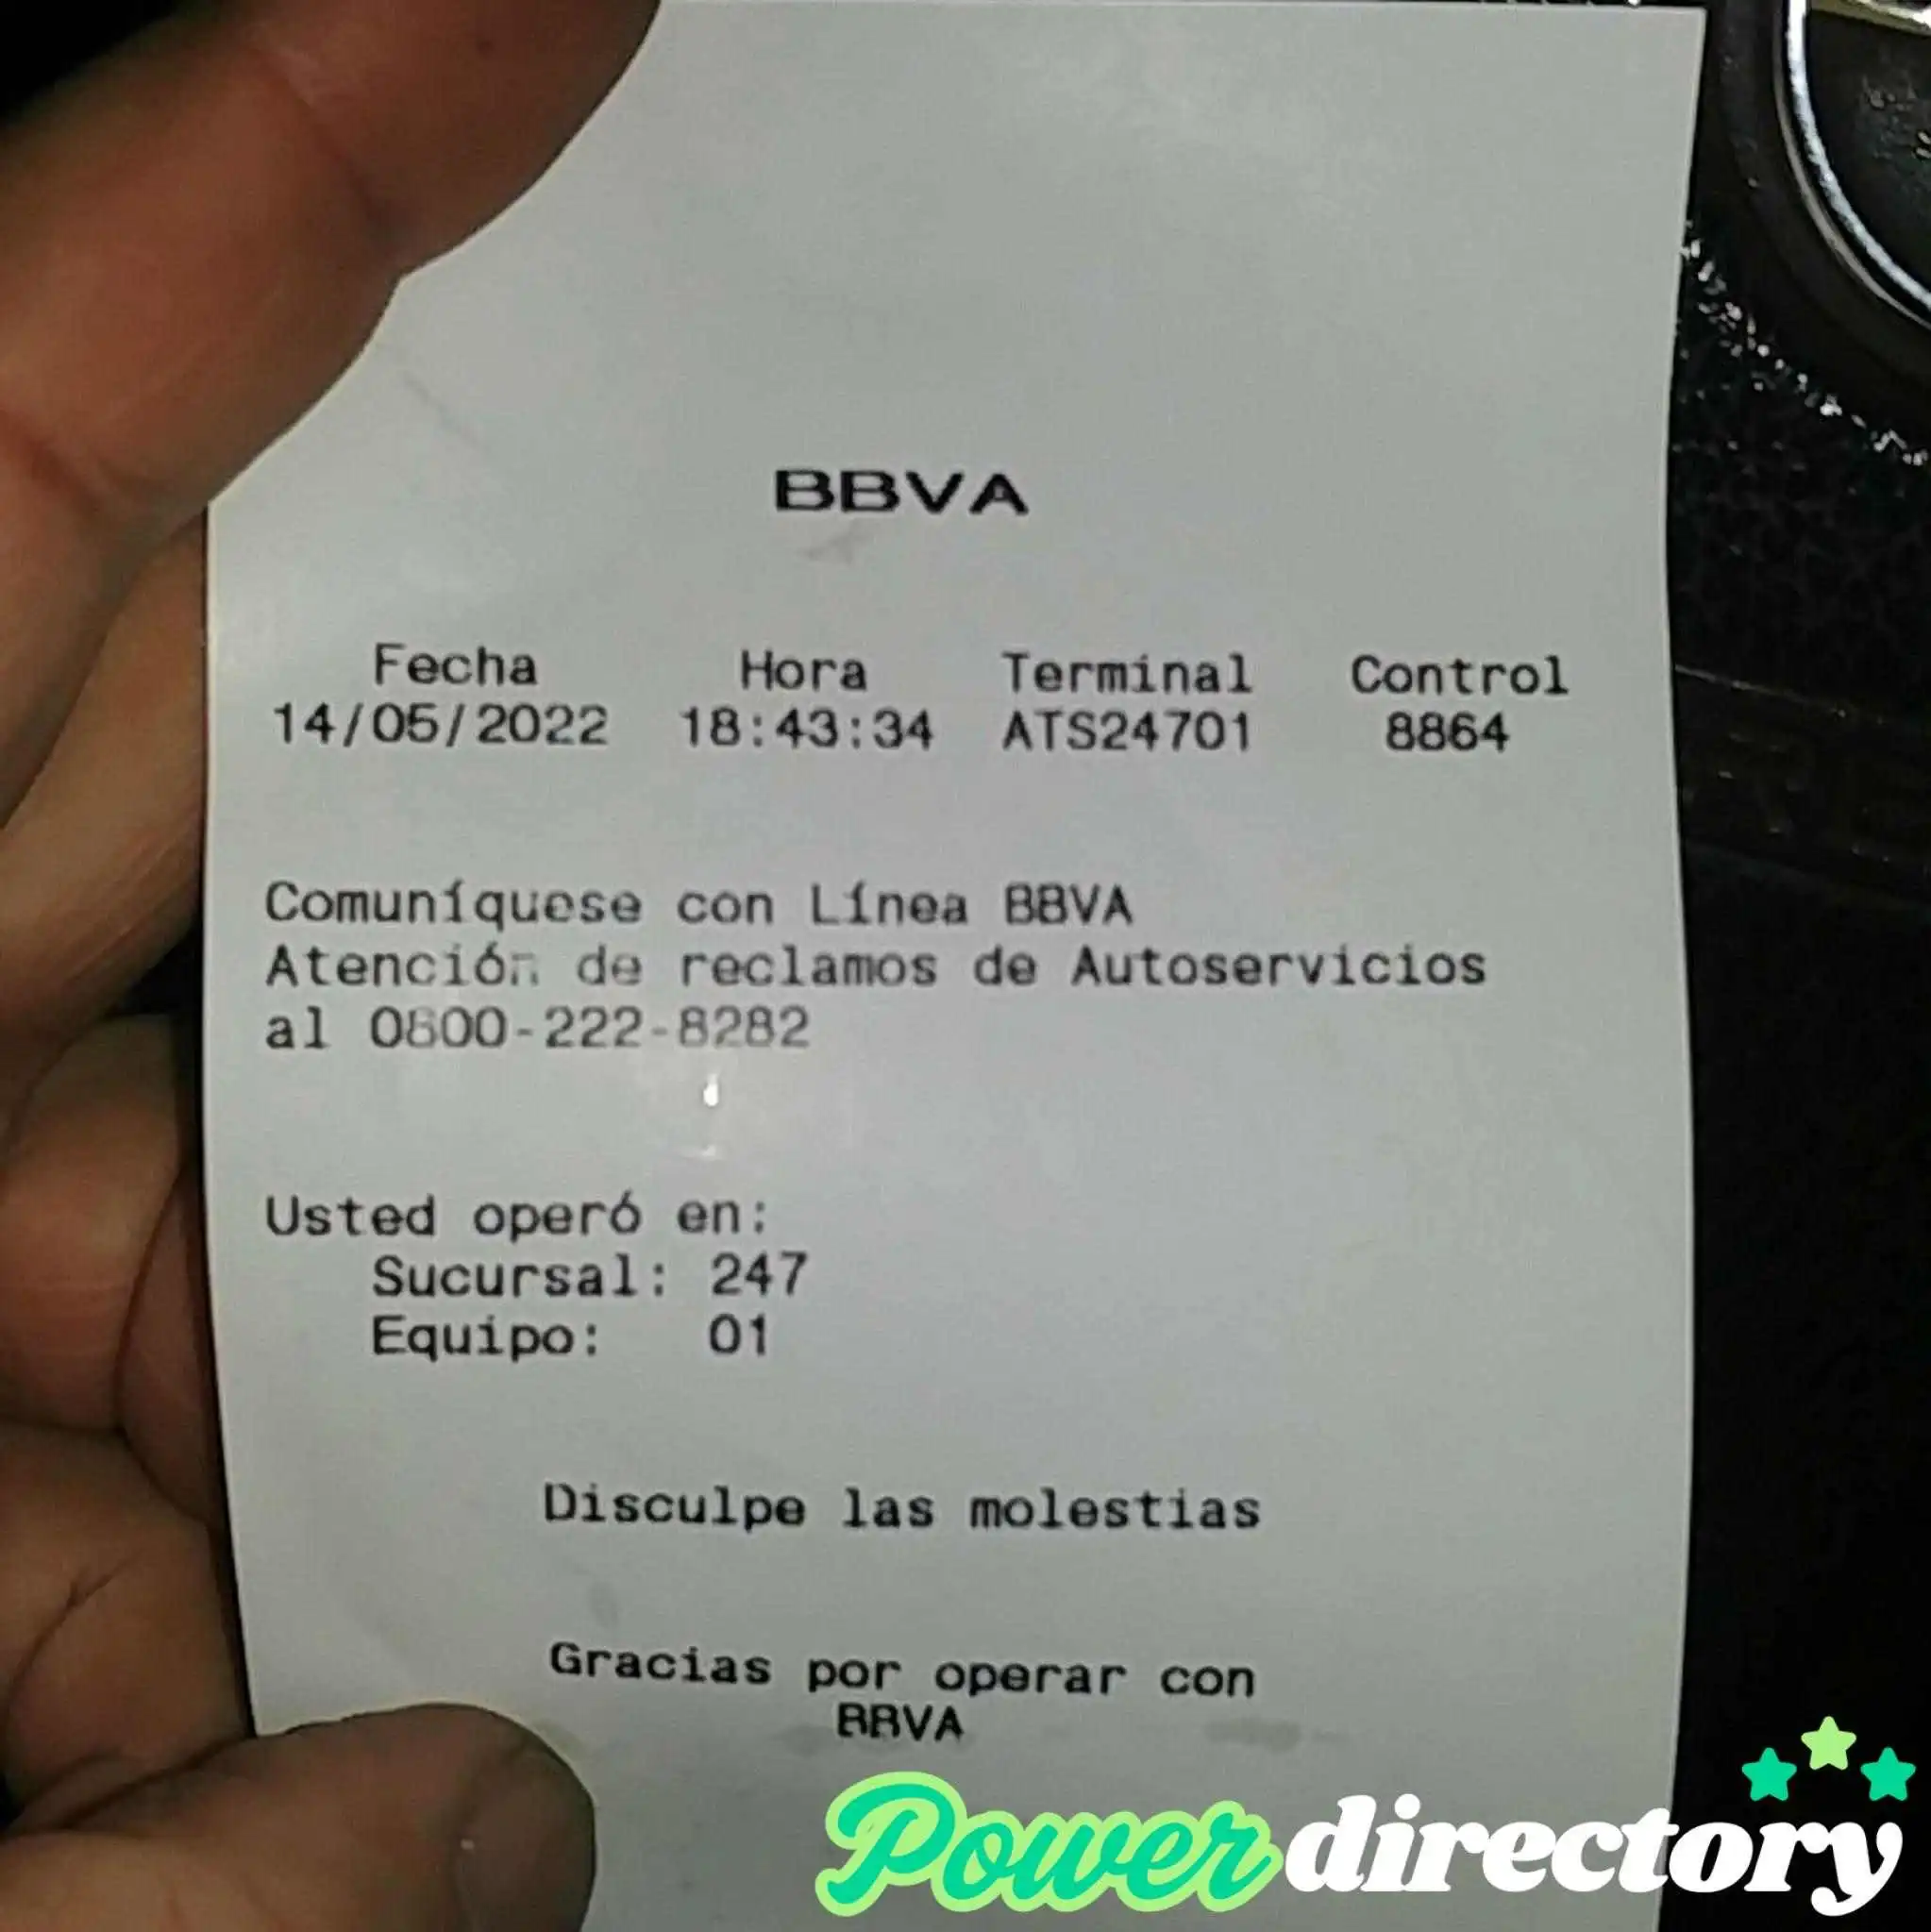 BBVA
Fecha Hora Terminal Control
14/05/2022 18:43:34 ATS24701 8864
Comuníquese con Línea BBVA
Atención de reclamos de Autoservicios
al 0800-222-8282
Usted operó en:
Sucursal: 247
Equipo: 01
Disculpe las molestias
Gracias por operar con
BBVA
Power directory